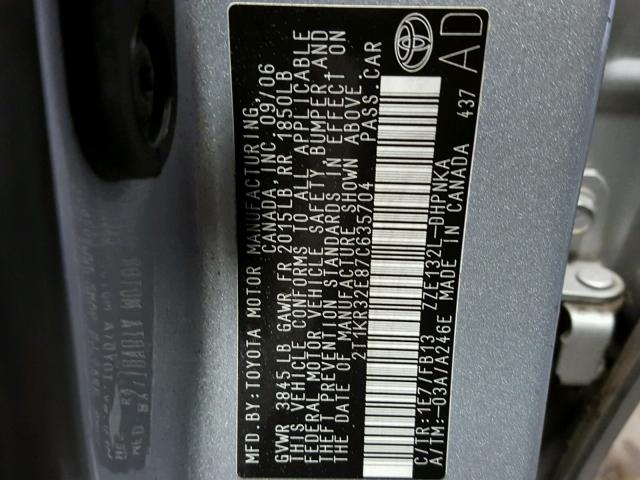 MFD.BY:TOYOTA MOTOR MANUFACTURING,
CANADA, INC. 09/06
GVWR 3845LB GAWR FR 2015LB RR 1850LB
THIS VEHICLE CONFORMS TO ALL APPLICABLE
FEDERAL MOTOR VEHICLE SAFETY, BUMPER AND
THEFT PREVENTION STANDARDS IN EFFECT ON
THE DATE OF MANUFACTURE SHOWN ABOVE.
2T1KR32E87C635704 PASS.CAR
C/TR:1E7/FB13 ZZE132L-DHPNKA
A/TM:-03A/A246E MADE IN CANADA 437
AD